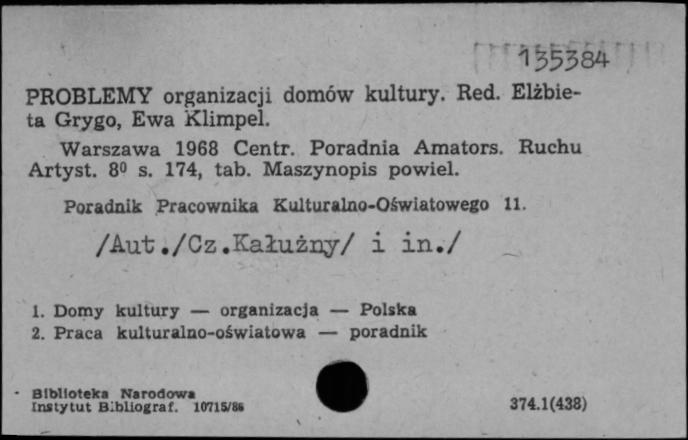 135384
PROBLEMY organizacji domów kultury. Red. Elżbie-
ta Grygo, Ewa Klimpel.
Warszawa 1968 Centr. Poradnia Amators. Ruchu
Artyst. 8⁰ s. 174, tab. Maszynopis powiel.
Poradnik Pracownika Kulturalno-Oświatowego 11.
/Aut./Cz.Kałużny/ i in./
1. Domy kultury — organizacja — Polska
2. Praca kulturalno-oświatowa — poradnik
Biblioteka Narodowa
Instytut Bibliograf. 10715/86
374.1(438)